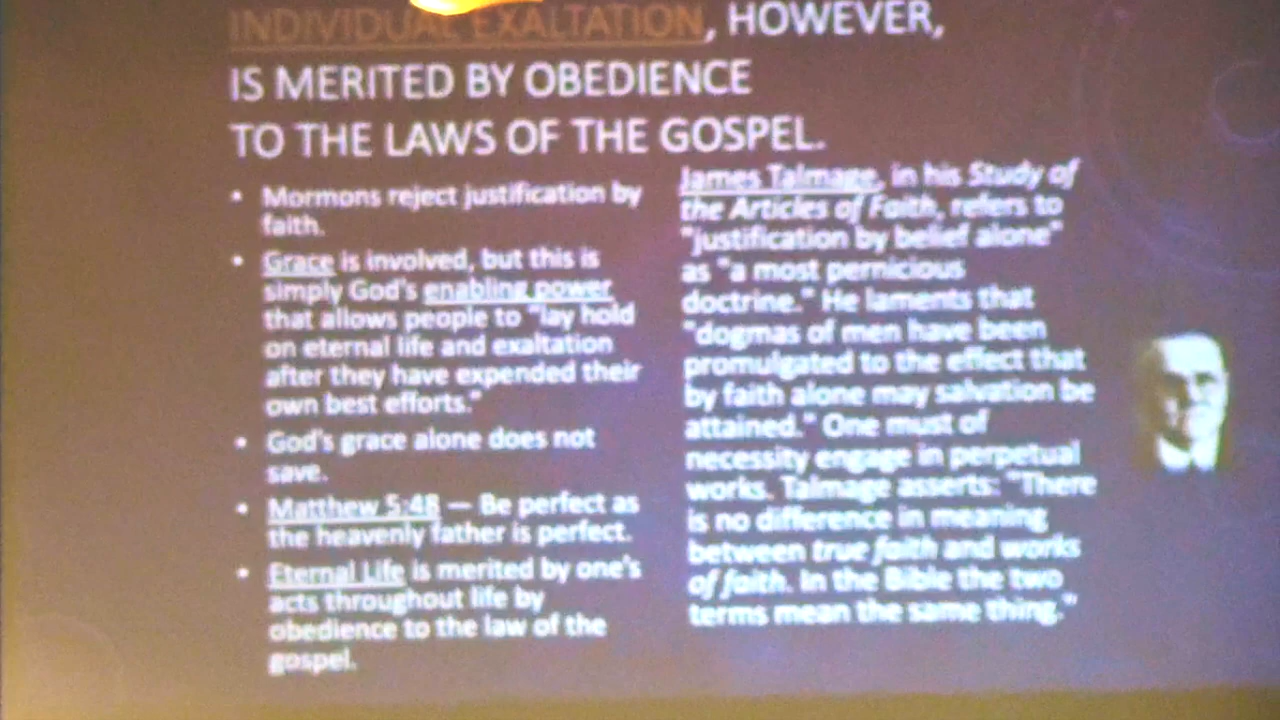 INDIVIDUAL EXALTATION, HOWEVER,
IS MERITED BY OBEDIENCE
TO THE LAWS OF THE GOSPEL.
• Mormons reject justification by
faith.
• Grace is involved, but this is
simply God's enabling power
that allows people to "lay hold
on eternal life and exaltation
after they have expended their
own best efforts."
• God's grace alone does not
save.
• Matthew 5:48 — Be perfect as
the heavenly father is perfect.
• Eternal Life is merited by one's
acts throughout life by
obedience to the law of the
gospel.
James Talmage, in his Study of
the Articles of Faith, refers to
"justification by belief alone"
as "a most pernicious
doctrine." He laments that
"dogmas of men have been
promulgated to the effect that
by faith alone may salvation be
attained." One must of
necessity engage in perpetual
works. Talmage asserts: "There
is no difference in meaning
between true faith and works
of faith. In the Bible the two
terms mean the same thing."